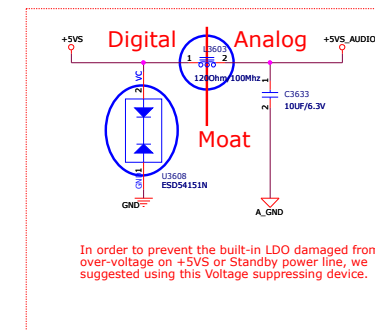 Digital Analog
+5VS
L3603
+5VS_AUDIO
1 2
120Ohm/100Mhz
2 VC
1
C3633
10UF/6.3V
2
Moat
U3608
ESD54151N
GND 1
GND
A_GND
In order to prevent the built-in LDO damaged from
over-voltage on +5VS or Standby power line, we
suggested using this Voltage suppressing device.